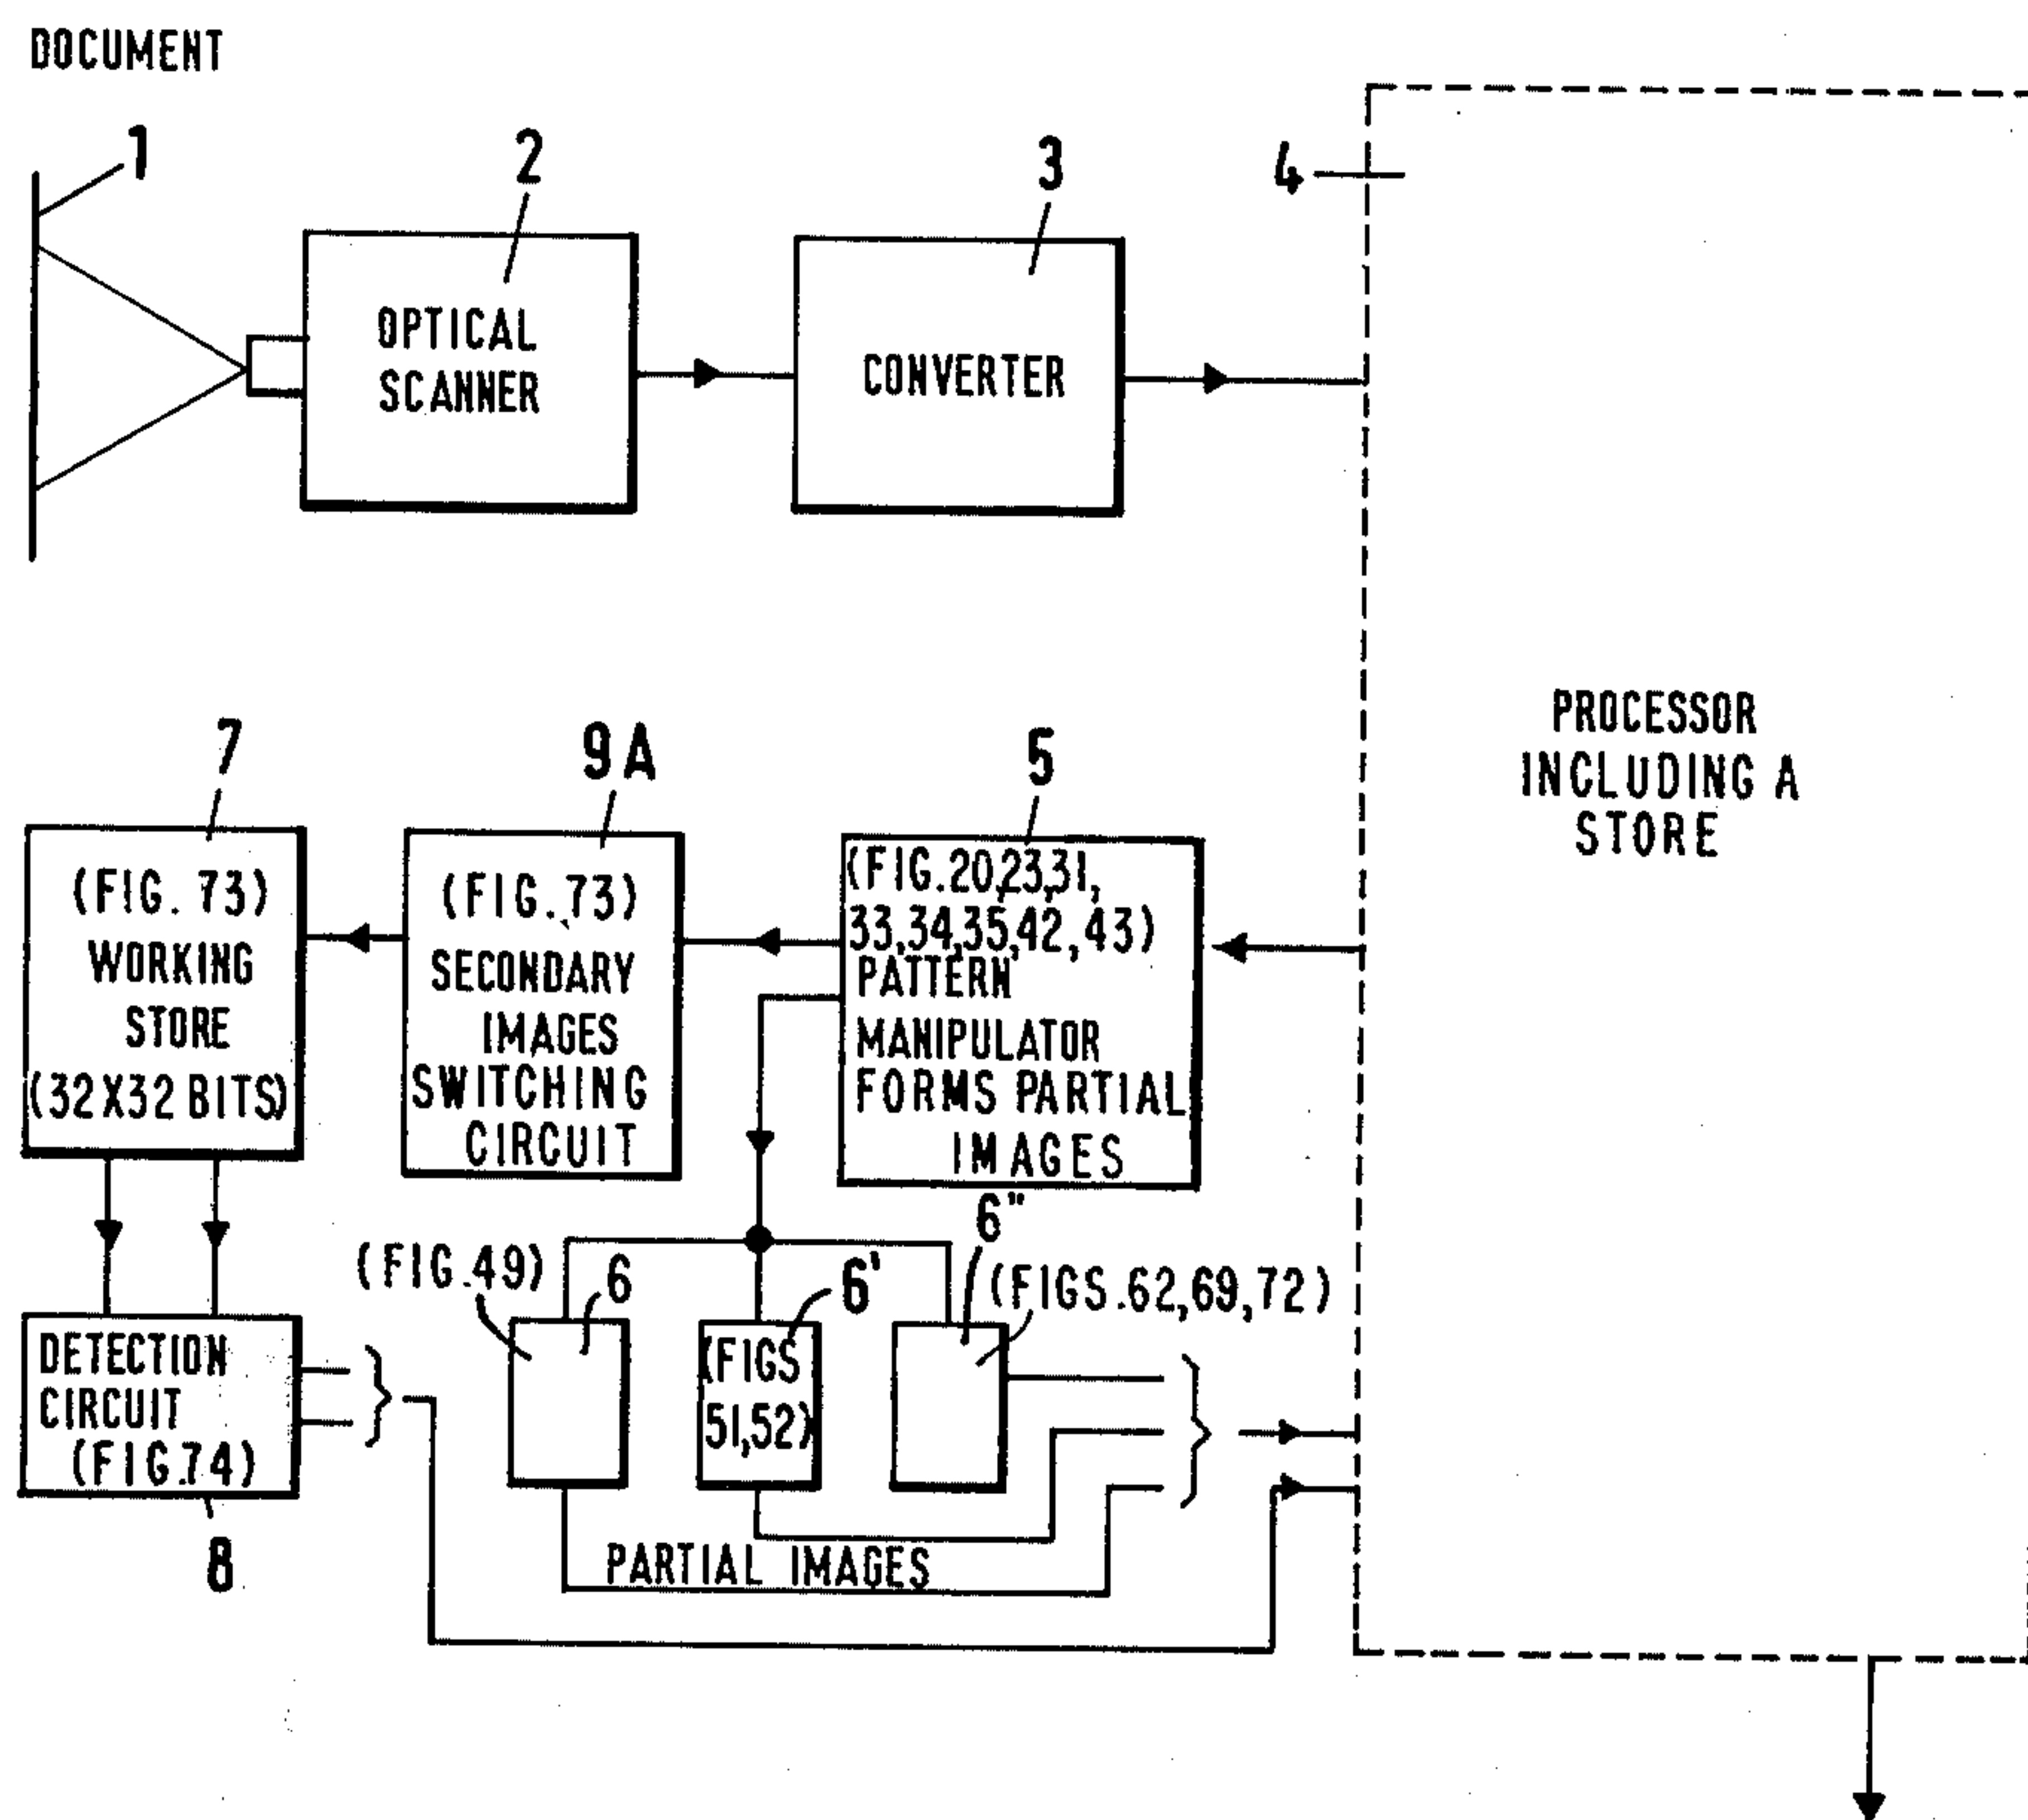 DOCUMENT
1
2
3
4
OPTICAL
SCANNER
CONVERTER
PROCESSOR
INCLUDING A
STORE
7
9A
5
(FIG. 73)
WORKING
STORE
(32X32 BITS)
(FIG. 73)
SECONDARY
IMAGES
SWITCHING
CIRCUIT
(FIG.20,23,31,
33,34,35,42,43)
PATTERN
MANIPULATOR
FORMS PARTIAL
IMAGES
6"
(FIG.49)
6
6'
(FIGS.62,69,72)
DETECTION
CIRCUIT
(FIG.74)
(FIGS
51,52)
8
PARTIAL IMAGES